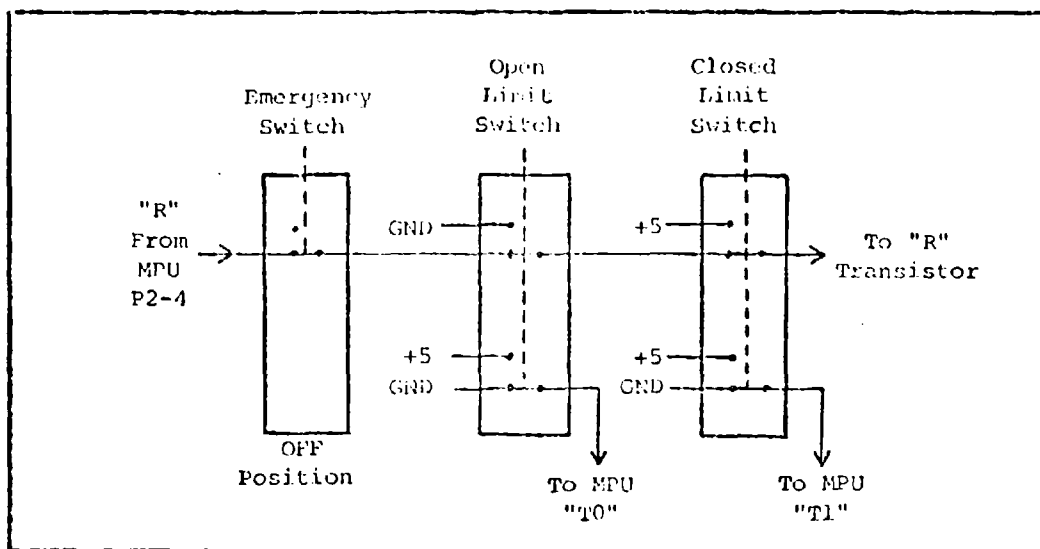 Emergency
Switch
Open
Limit
Switch
Closed
Limit
Switch
"R"
From
MPU
P2-4
GND
+5
To "R"
Transistor
+5
GND
+5
GND
OFF
Position
To MPU
"T0"
To MPU
"T1"